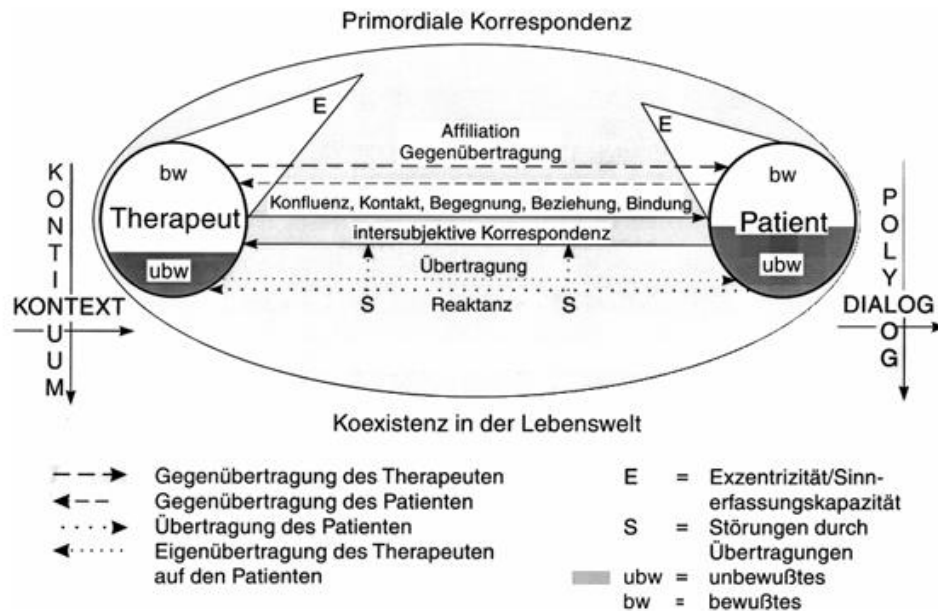 Primordiale Korrespondenz
E
E
Affiliation
Gegenübertragung
bw
bw
KONTINUUM
Therapeut
Konfluenz, Kontakt, Begegnung, Beziehung, Bindung
Patient
POLYLOG
intersubjektive Korrespondenz
ubw
Übertragung
ubw
KONTEXT
S
Reaktanz
S
DIALOG
Koexistenz in der Lebenswelt
Gegenübertragung des Therapeuten
Gegenübertragung des Patienten
Übertragung des Patienten
Eigenübertragung des Therapeuten
auf den Patienten
E = Exzentrizität/Sinn-
erfassungskapazität
S = Störungen durch
Übertragungen
ubw = unbewußtes
bw = bewußtes